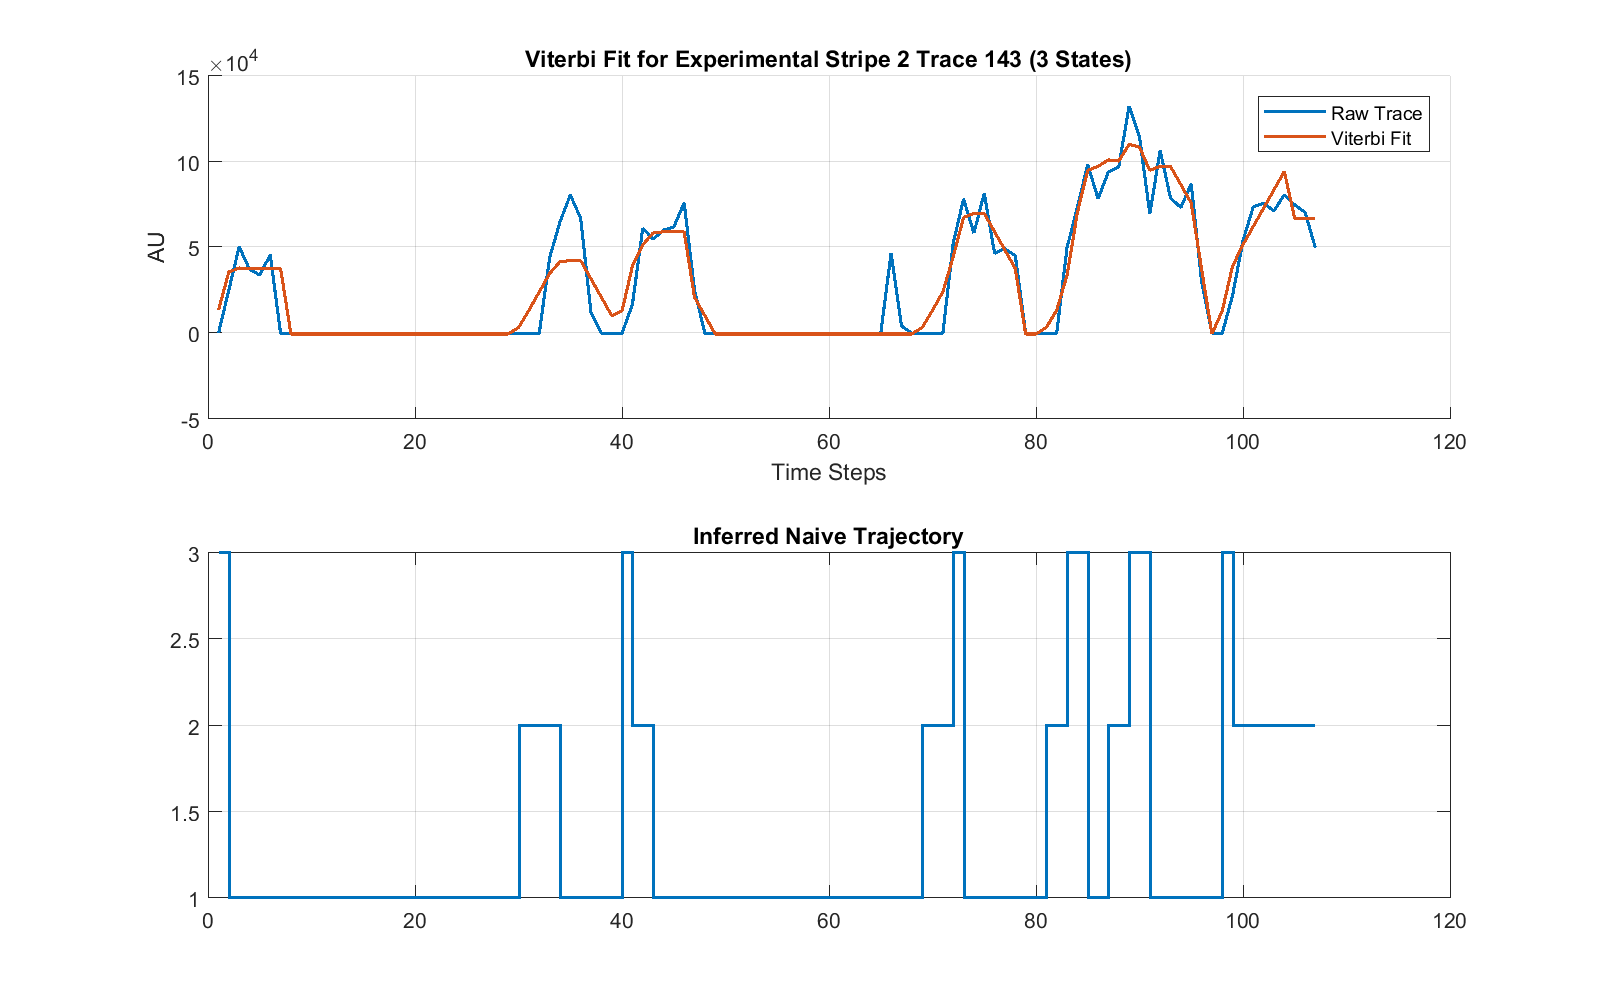 Viterbi Fit for Experimental Stripe 2 Trace 143 (3 States)
×10⁴
15
10
5
0
-5
AU
Raw Trace
Viterbi Fit
0 20 40 60 80 100 120
Time Steps
Inferred Naive Trajectory
3
2.5
2
1.5
1
0 20 40 60 80 100 120